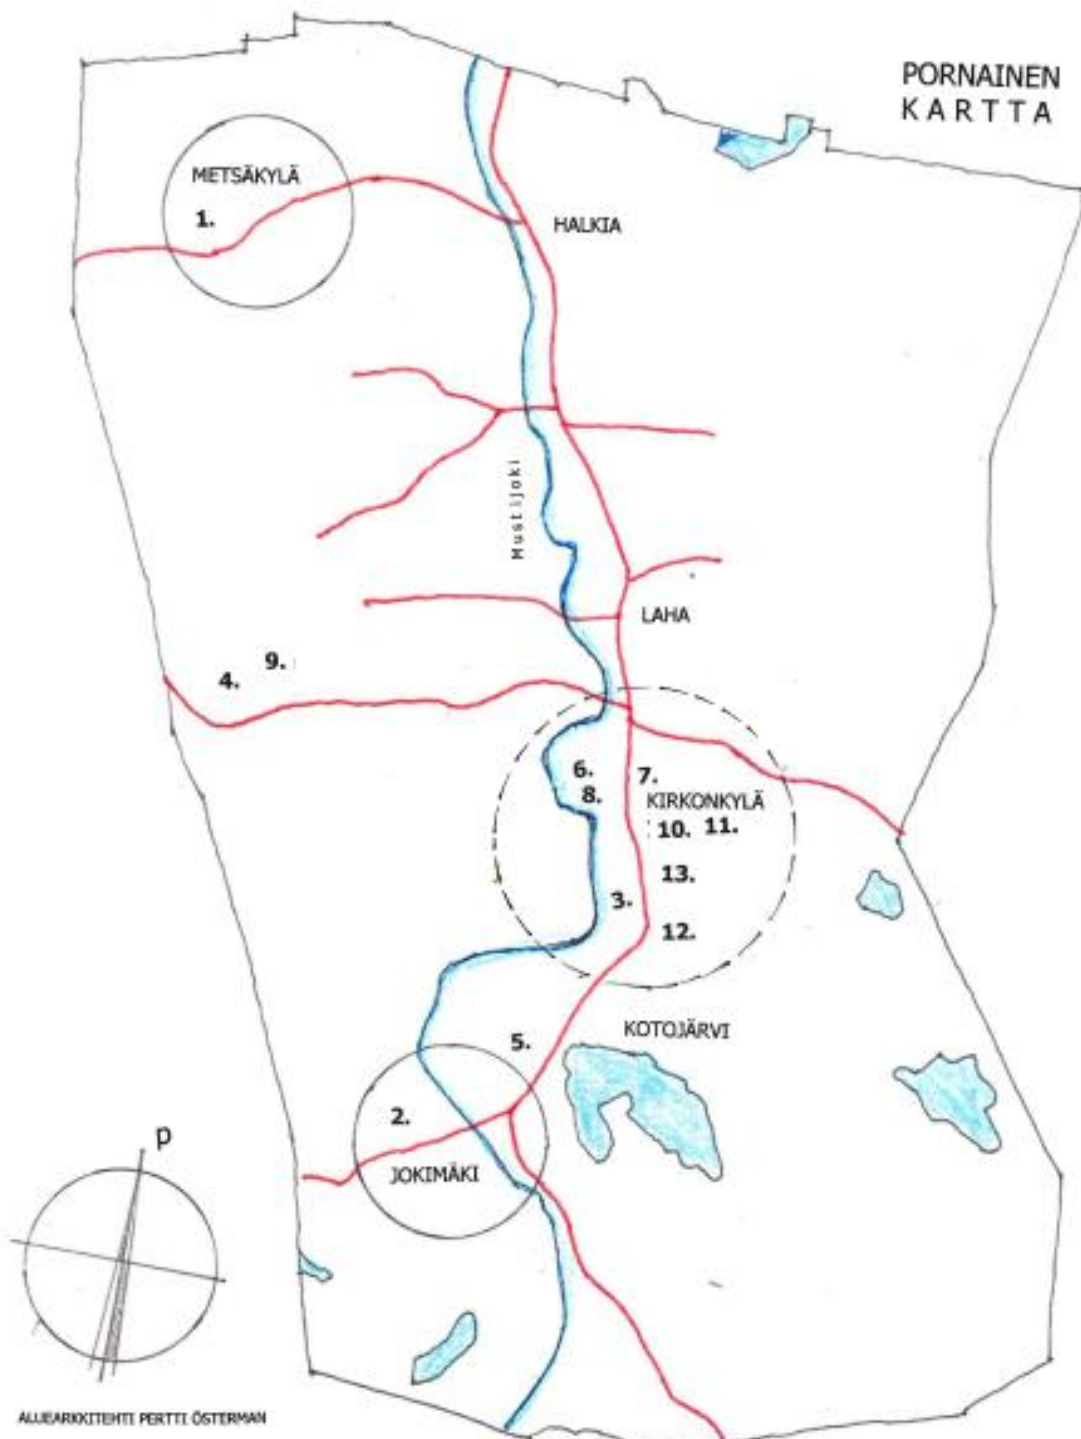 PORNAINEN
KARTTA
METSÄKYLÄ
1.
HALKIA
Mustijoki
LAHA
9.
4.
6.
7.
8.
KIRKONKYLÄ
10. 11.
13.
3.
12.
KOTOJÄRVI
5.
2.
P
JOKIMÄKI
ALUEARKKITEHTI PERTTI ÖSTERMAN